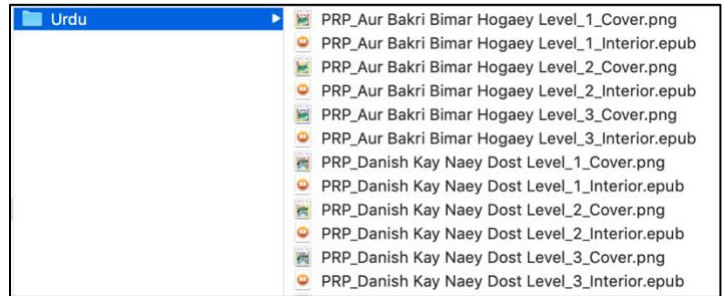 Urdu
PRP_Aur Bakri Bimar Hogaey Level_1_Cover.png
PRP_Aur Bakri Bimar Hogaey Level_1_Interior.epub
PRP_Aur Bakri Bimar Hogaey Level_2_Cover.png
PRP_Aur Bakri Bimar Hogaey Level_2_Interior.epub
PRP_Aur Bakri Bimar Hogaey Level_3_Cover.png
PRP_Aur Bakri Bimar Hogaey Level_3_Interior.epub
PRP_Danish Kay Naey Dost Level_1_Cover.png
PRP_Danish Kay Naey Dost Level_1_Interior.epub
PRP_Danish Kay Naey Dost Level_2_Cover.png
PRP_Danish Kay Naey Dost Level_2_Interior.epub
PRP_Danish Kay Naey Dost Level_3_Cover.png
PRP_Danish Kay Naey Dost Level_3_Interior.epub